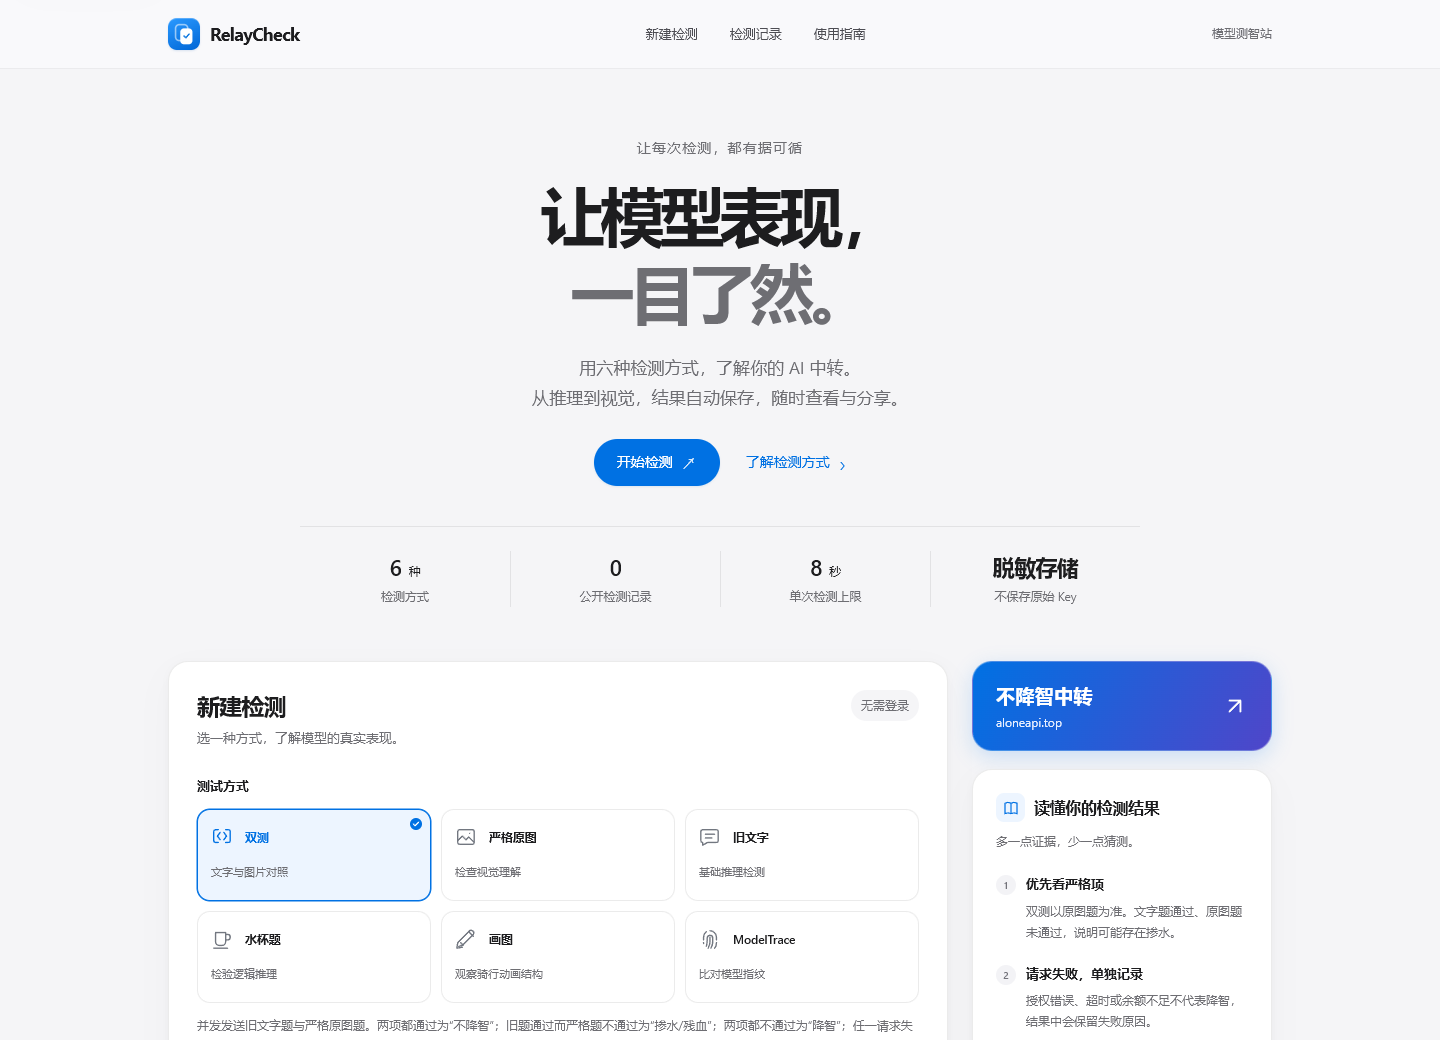 RelayCheck
新建检测
检测记录
使用指南
模型测智站
让每次检测，都有据可循
让模型表现，
一目了然。
用六种检测方式，了解你的 AI 中转。
从推理到视觉，结果自动保存，随时查看与分享。
开始检测 ↗
了解检测方式 ›
6 种
检测方式
0
公开检测记录
8 秒
单次检测上限
脱敏存储
不保存原始 Key
新建检测
无需登录
选一种方式，了解模型的真实表现。
测试方式
双测
文字与图片对照
严格原图
检查视觉理解
旧文字
基础推理检测
水杯题
检验逻辑推理
画图
观察骑行动画结构
ModelTrace
比对模型指纹
并发发送旧文字题与严格原图题。两项都通过为“不降智”；旧题通过而严格题不通过为“掺水/残血”；两项都不通过为“降智”；任一请求失
不降智中转
aloneapi.top
读懂你的检测结果
多一点证据，少一点猜测。
1
优先看严格项
双测以原图题为准。文字题通过、原图题
未通过，说明可能存在掺水。
2
请求失败，单独记录
授权错误、超时或余额不足不代表降智，
结果中会保留失败原因。